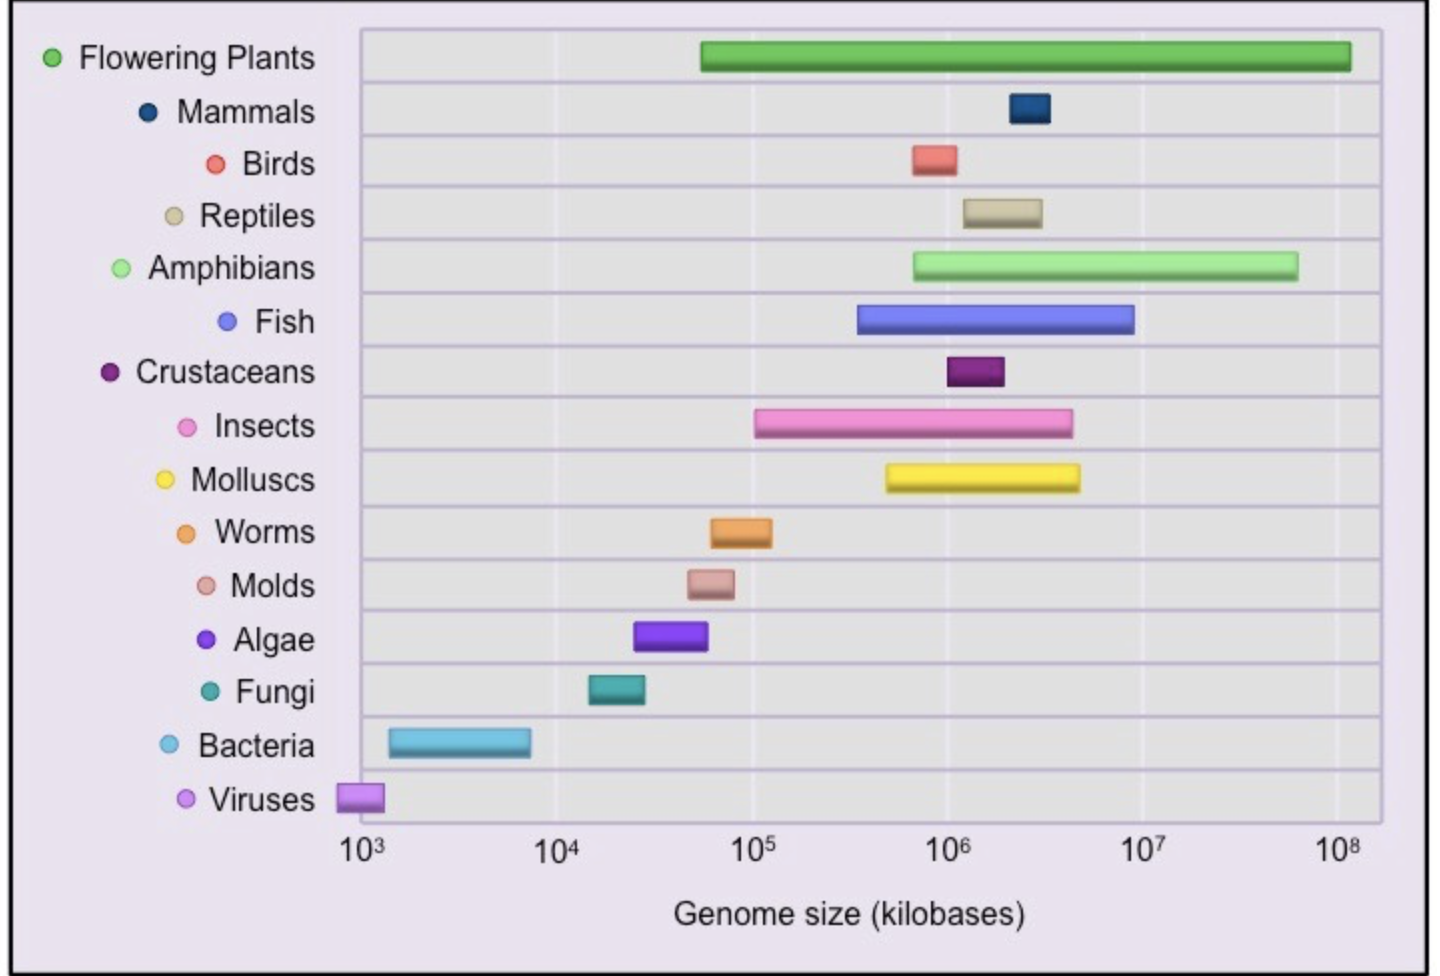 Flowering Plants
Mammals
Birds
Reptiles
Amphibians
Fish
Crustaceans
Insects
Molluscs
Worms
Molds
Algae
Fungi
Bacteria
Viruses
10³ 10⁴ 10⁵ 10⁶ 10⁷ 10⁸
Genome size (kilobases)